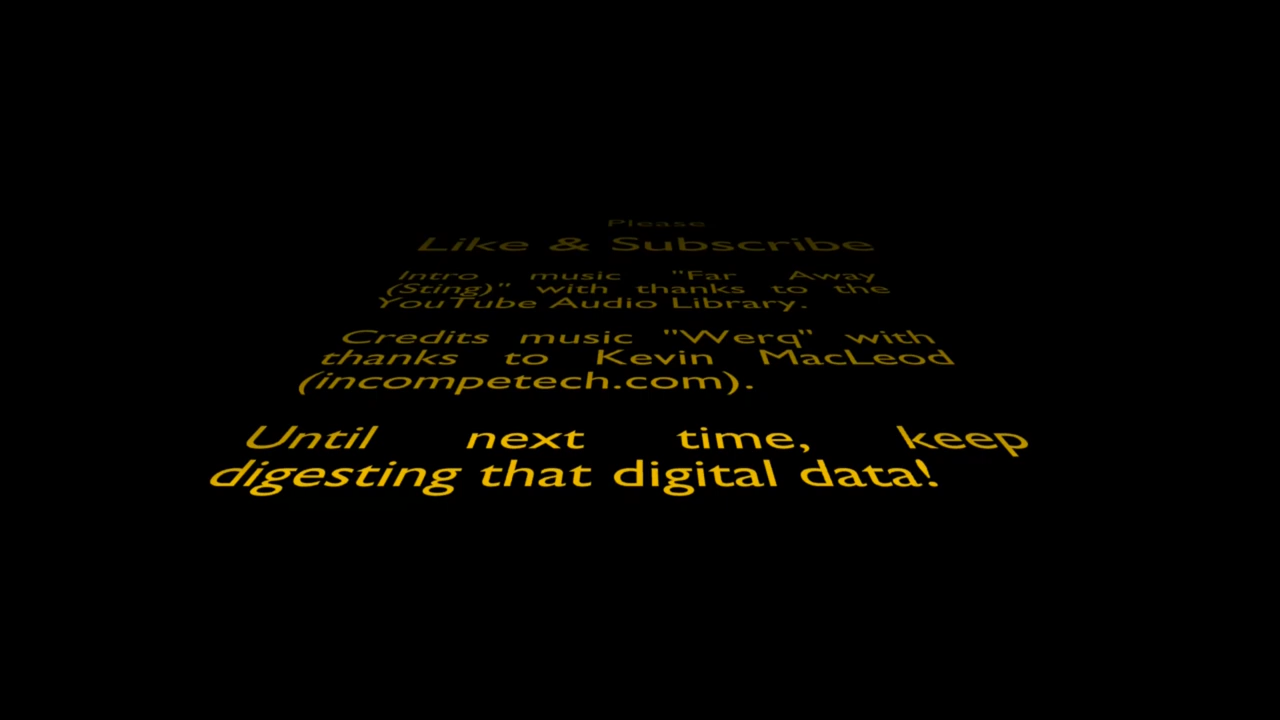 Please
Like & Subscribe
Intro music "Far Away
(Sting)" with thanks to the
YouTube Audio Library.
Credits music "Werq" with
thanks to Kevin MacLeod
(incompetech.com).
Until next time, keep
digesting that digital data!